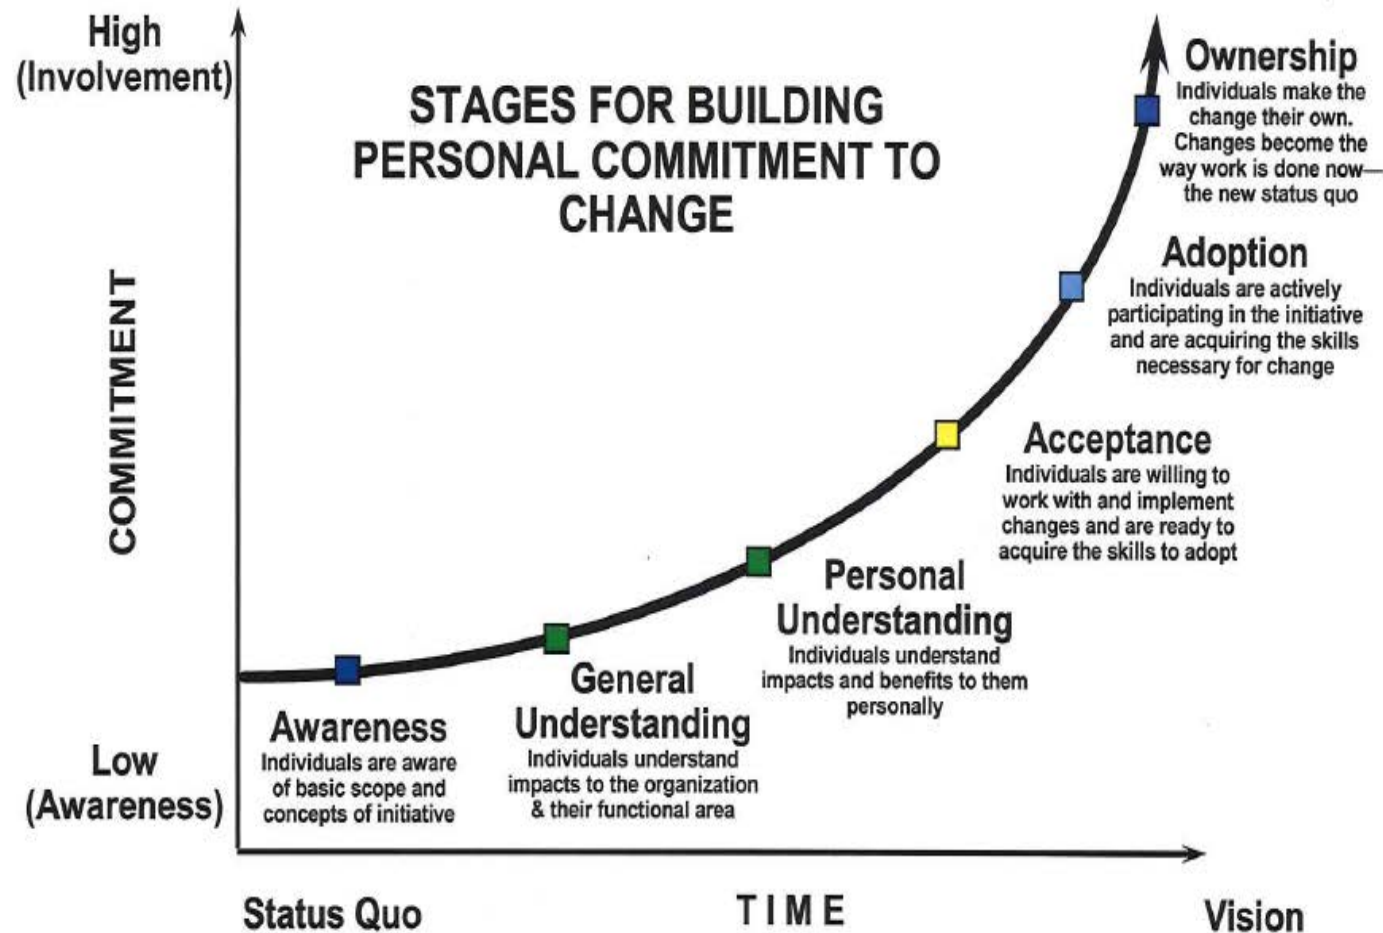 High
(Involvement)
STAGES FOR BUILDING
PERSONAL COMMITMENT TO
CHANGE
Ownership
Individuals make the
change their own.
Changes become the
way work is done now—
the new status quo
Adoption
Individuals are actively
participating in the initiative
and are acquiring the skills
necessary for change
COMMITMENT
Acceptance
Individuals are willing to
work with and implement
changes and are ready to
acquire the skills to adopt
Personal
Understanding
Individuals understand
impacts and benefits to them
personally
General
Understanding
Individuals understand
impacts to the organization
& their functional area
Awareness
Individuals are aware
of basic scope and
concepts of initiative
Low
(Awareness)
Status Quo
TIME
Vision